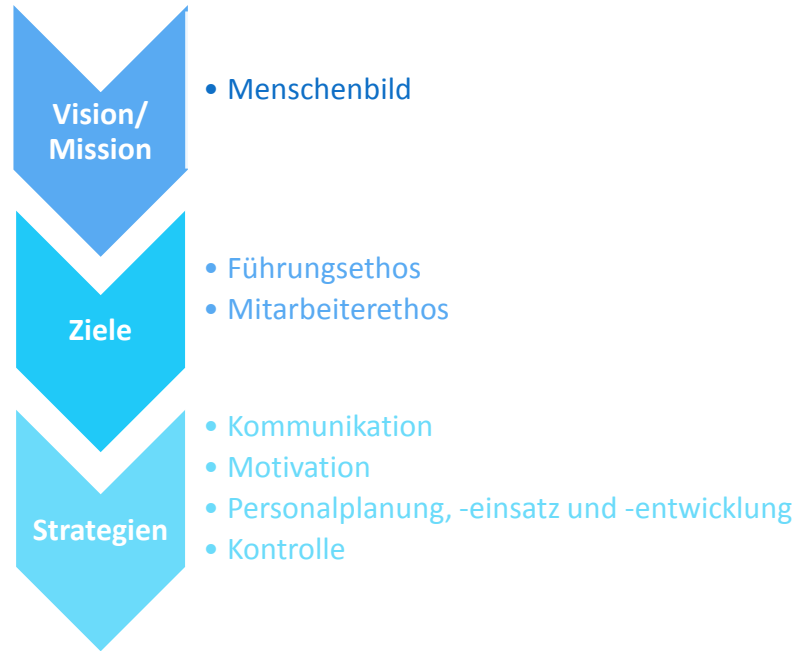 Vision/
Mission
• Menschenbild
Ziele
• Führungsethos
• Mitarbeiterethos
Strategien
• Kommunikation
• Motivation
• Personalplanung, -einsatz und -entwicklung
• Kontrolle